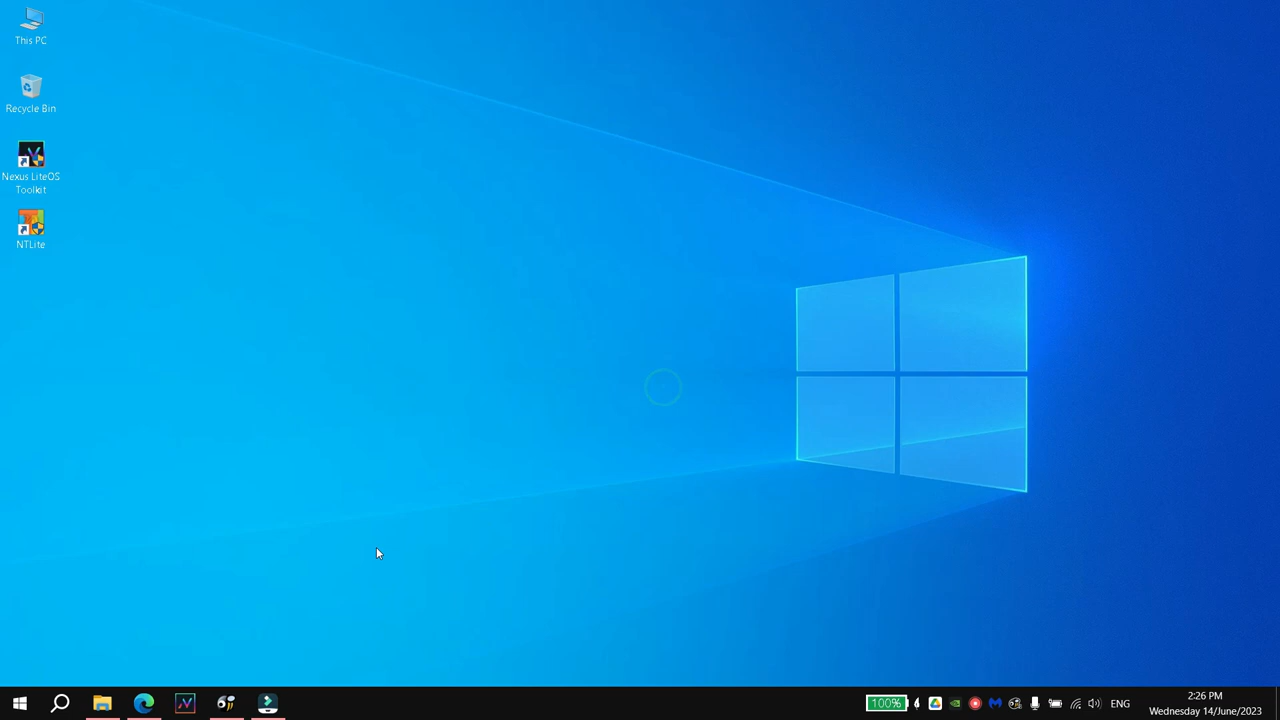 This PC
Recycle Bin
Nexus LiteOS
Toolkit
NTLite
100%
ENG
2:26 PM
Wednesday 14/June/2023